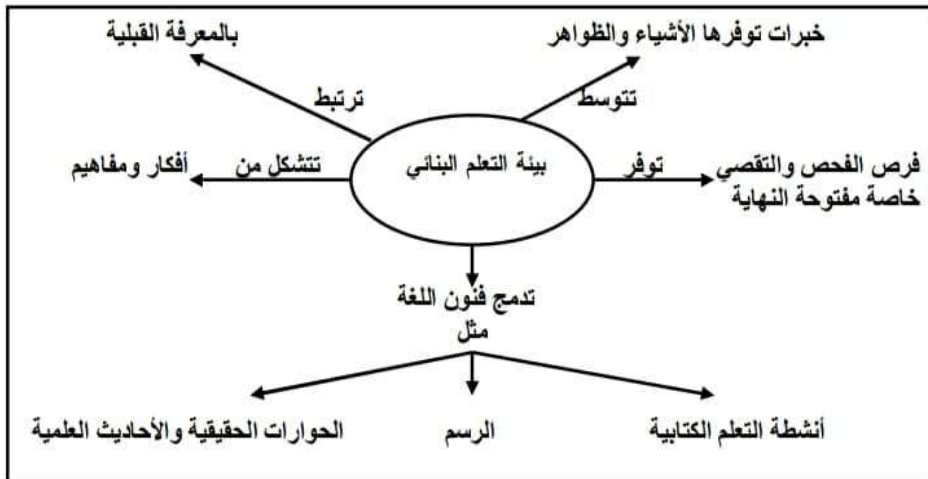 خبرات توفرها الأشياء والظواهر
بالمعرفة القبلية
تتوسط
ترتبط
بيئة التعلم البنائي
توفر
فرص الفحص والتقصي
خاصة مفتوحة النهاية
تتشكل من
أفكار ومفاهيم
تدمج فنون اللغة
مثل
أنشطة التعلم الكتابية
الرسم
الحوارات الحقيقية والأحاديث العلمية